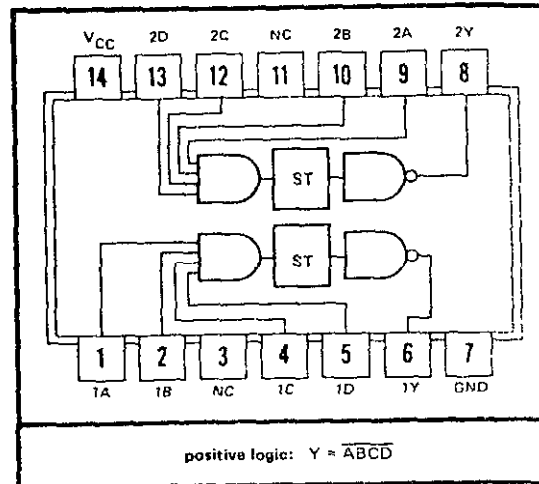 VCC 2D 2C NC 2B 2A 2Y
14 13 12 11 10 9 8
ST
ST
1 2 3 4 5 6 7
1A 1B NC 1C 1D 1Y GND
positive logic: Y = A̅B̅C̅D̅